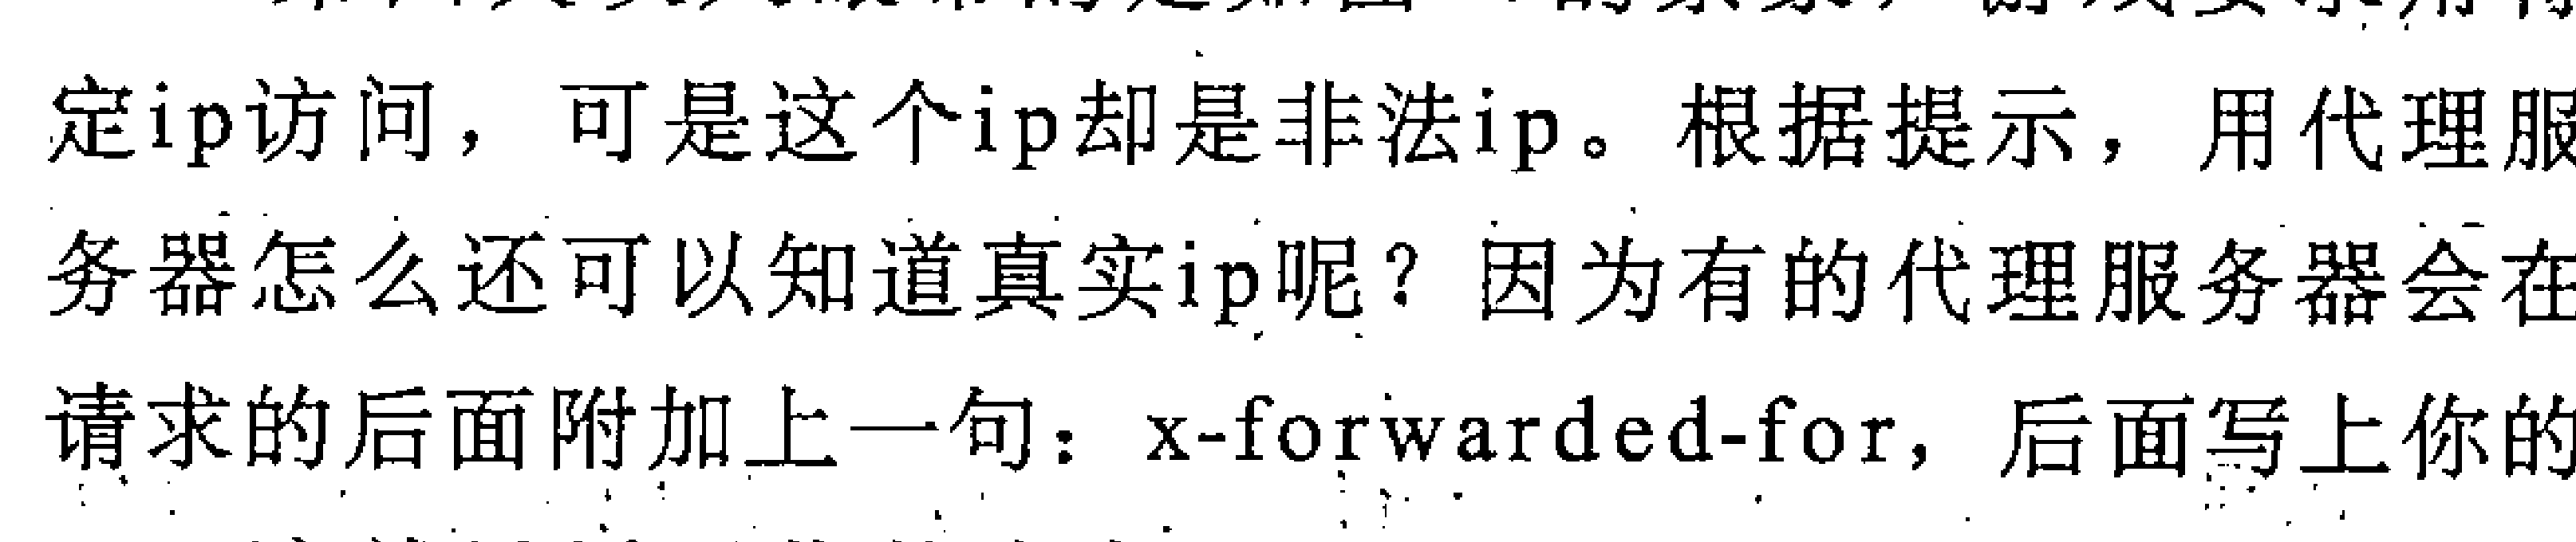 定ip访问，可是这个ip却是非法ip。根据提示，用代理服
务器怎么还可以知道真实ip呢？因为有的代理服务器会在
请求的后面附加上一句：x-forwarded-for，后面写上你的